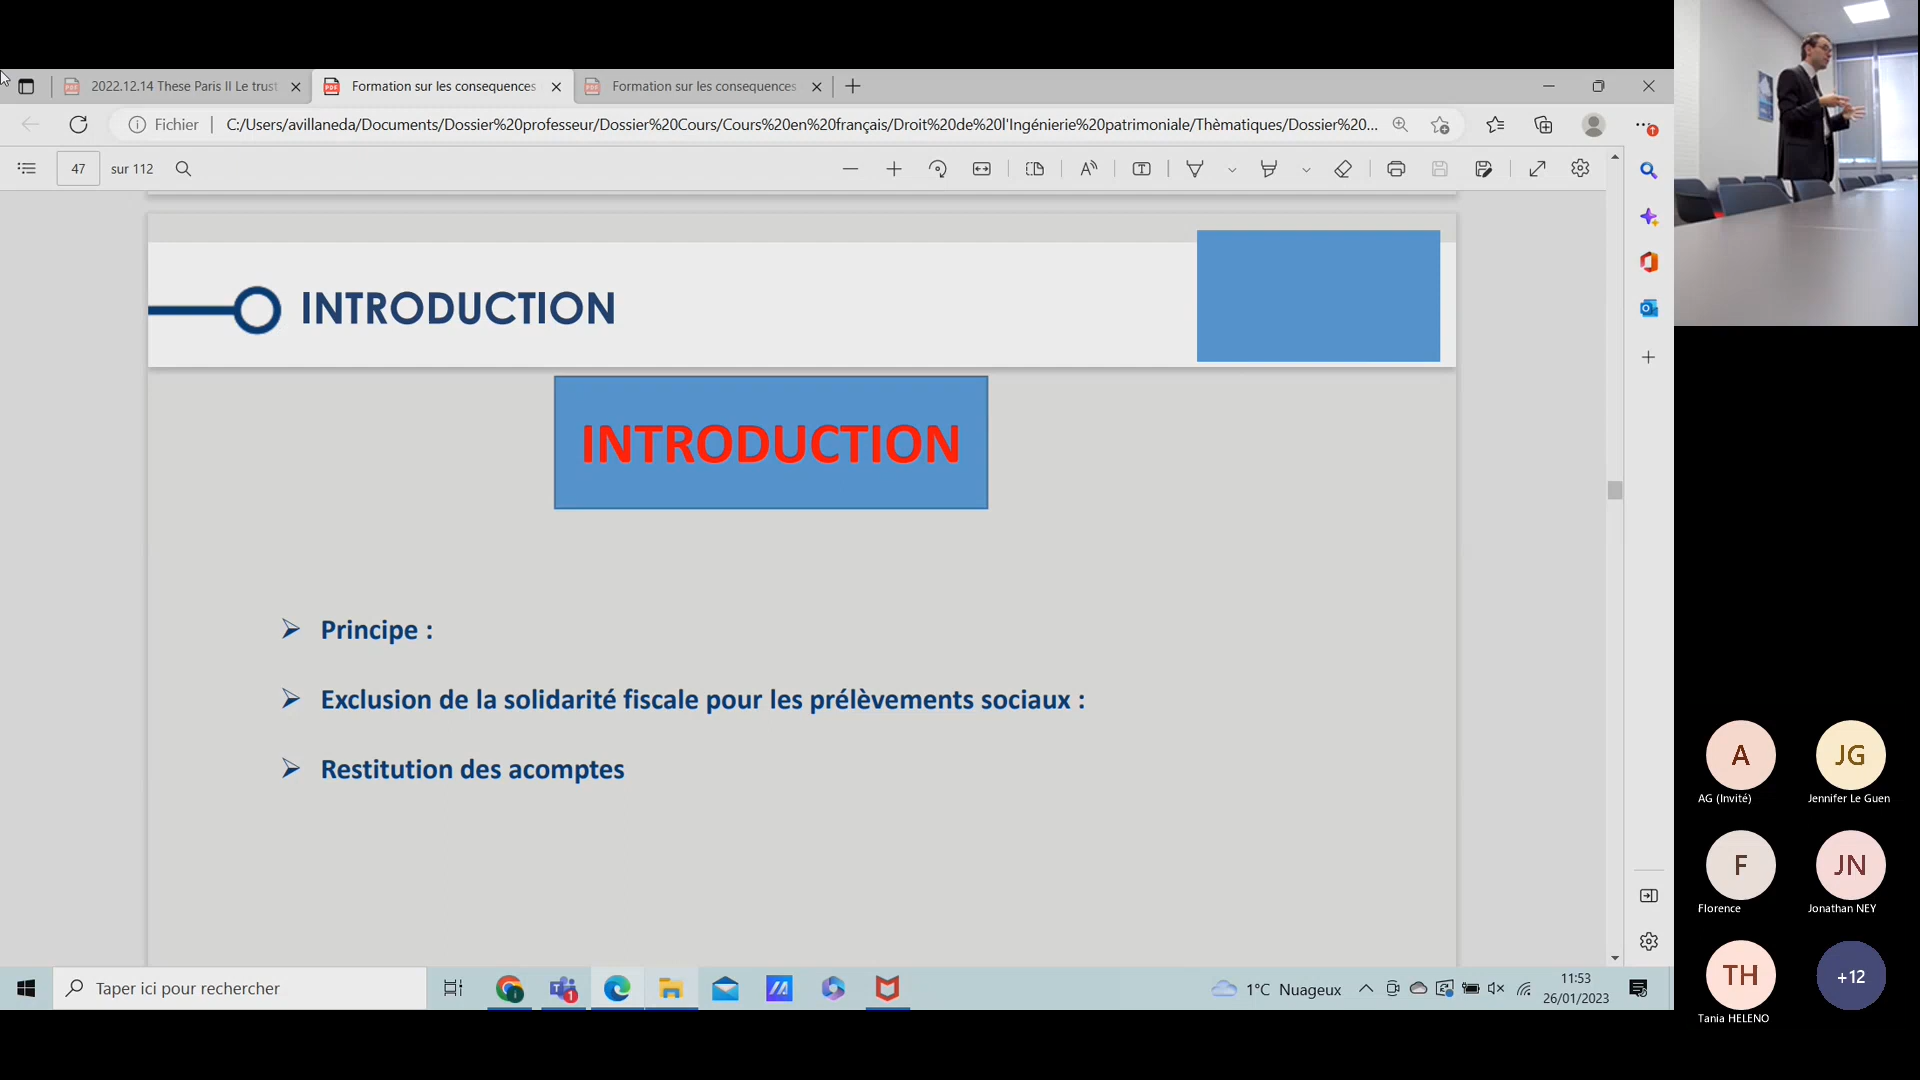 2022.12.14 These Paris II Le trust
Formation sur les consequences
Formation sur les consequences
Fichier
C:/Users/avillaneda/Documents/Dossier%20professeur/Dossier%20Cours/Cours%20en%20français/Droit%20de%20l'Ingénierie%20patrimoniale/Thèmatiques/Dossier%20...
47 sur 112
INTRODUCTION
INTRODUCTION
Principe :
Exclusion de la solidarité fiscale pour les prélèvements sociaux :
Restitution des acomptes
A
JG
AG (Invité)
Jennifer Le Guen
F
JN
Florence
Jonathan NEY
TH
+12
Tania HELENO
Taper ici pour rechercher
1
1°C Nuageux
11:53
26/01/2023